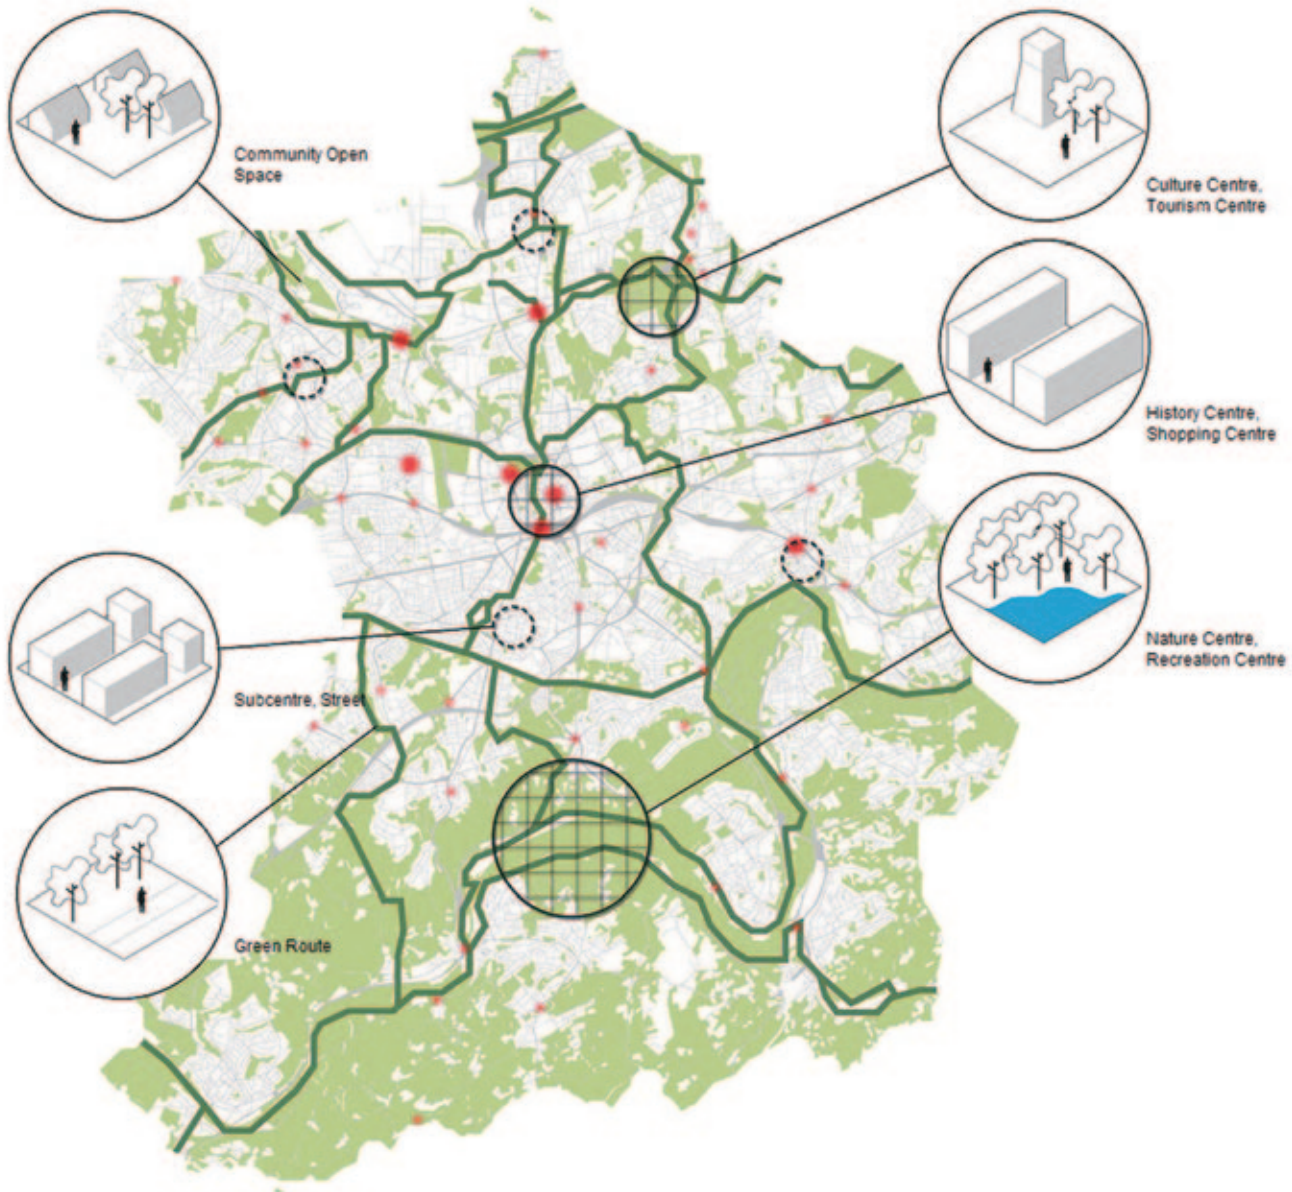 Community Open
Space
Culture Centre,
Tourism Centre
History Centre,
Shopping Centre
Nature Centre,
Recreation Centre
Subcentre, Street
Green Route